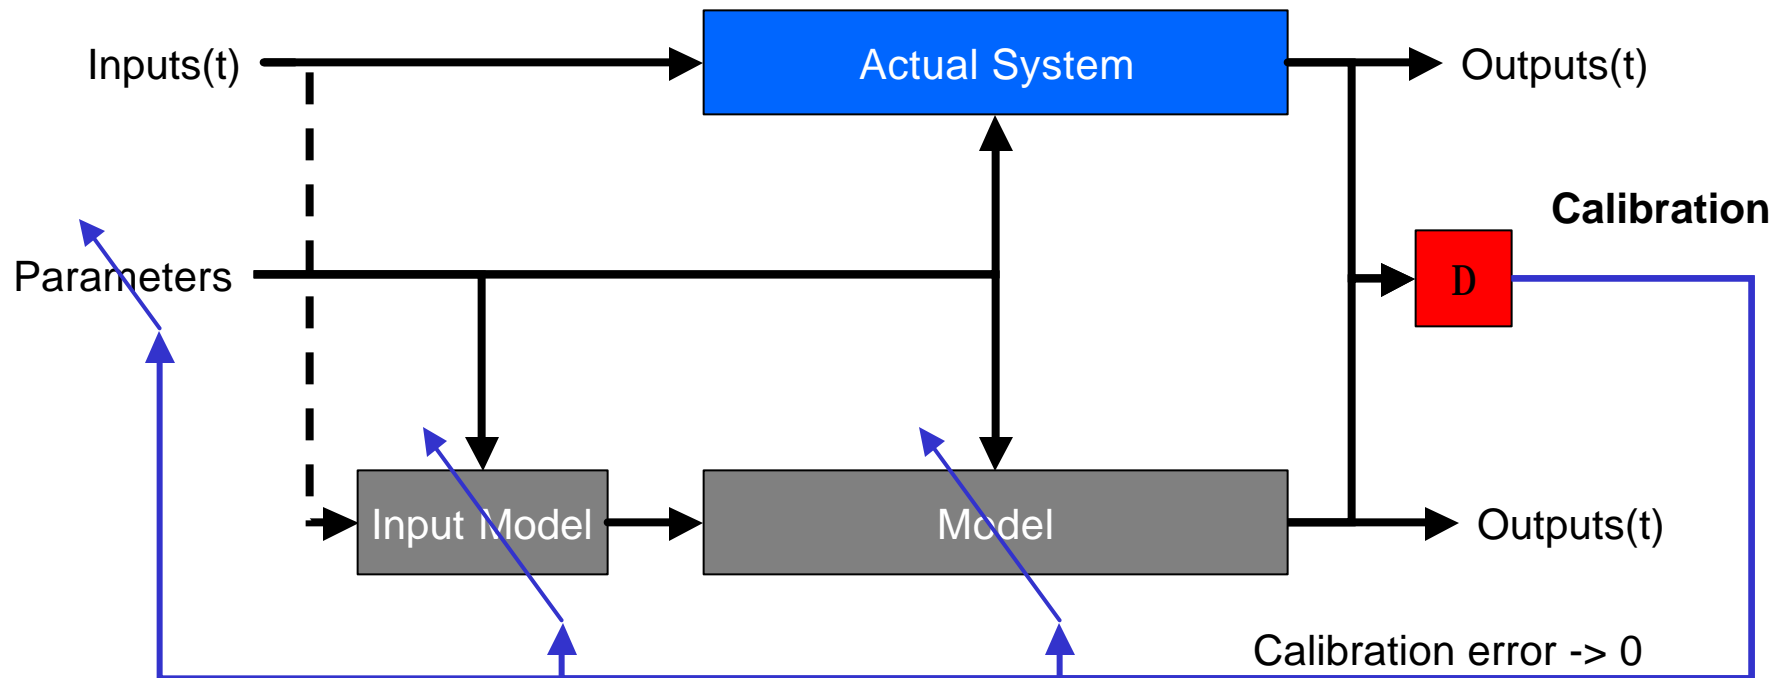 Inputs(t)
Actual System
Outputs(t)
Calibration
Parameters
D
Input Model
Model
Outputs(t)
Calibration error -> 0